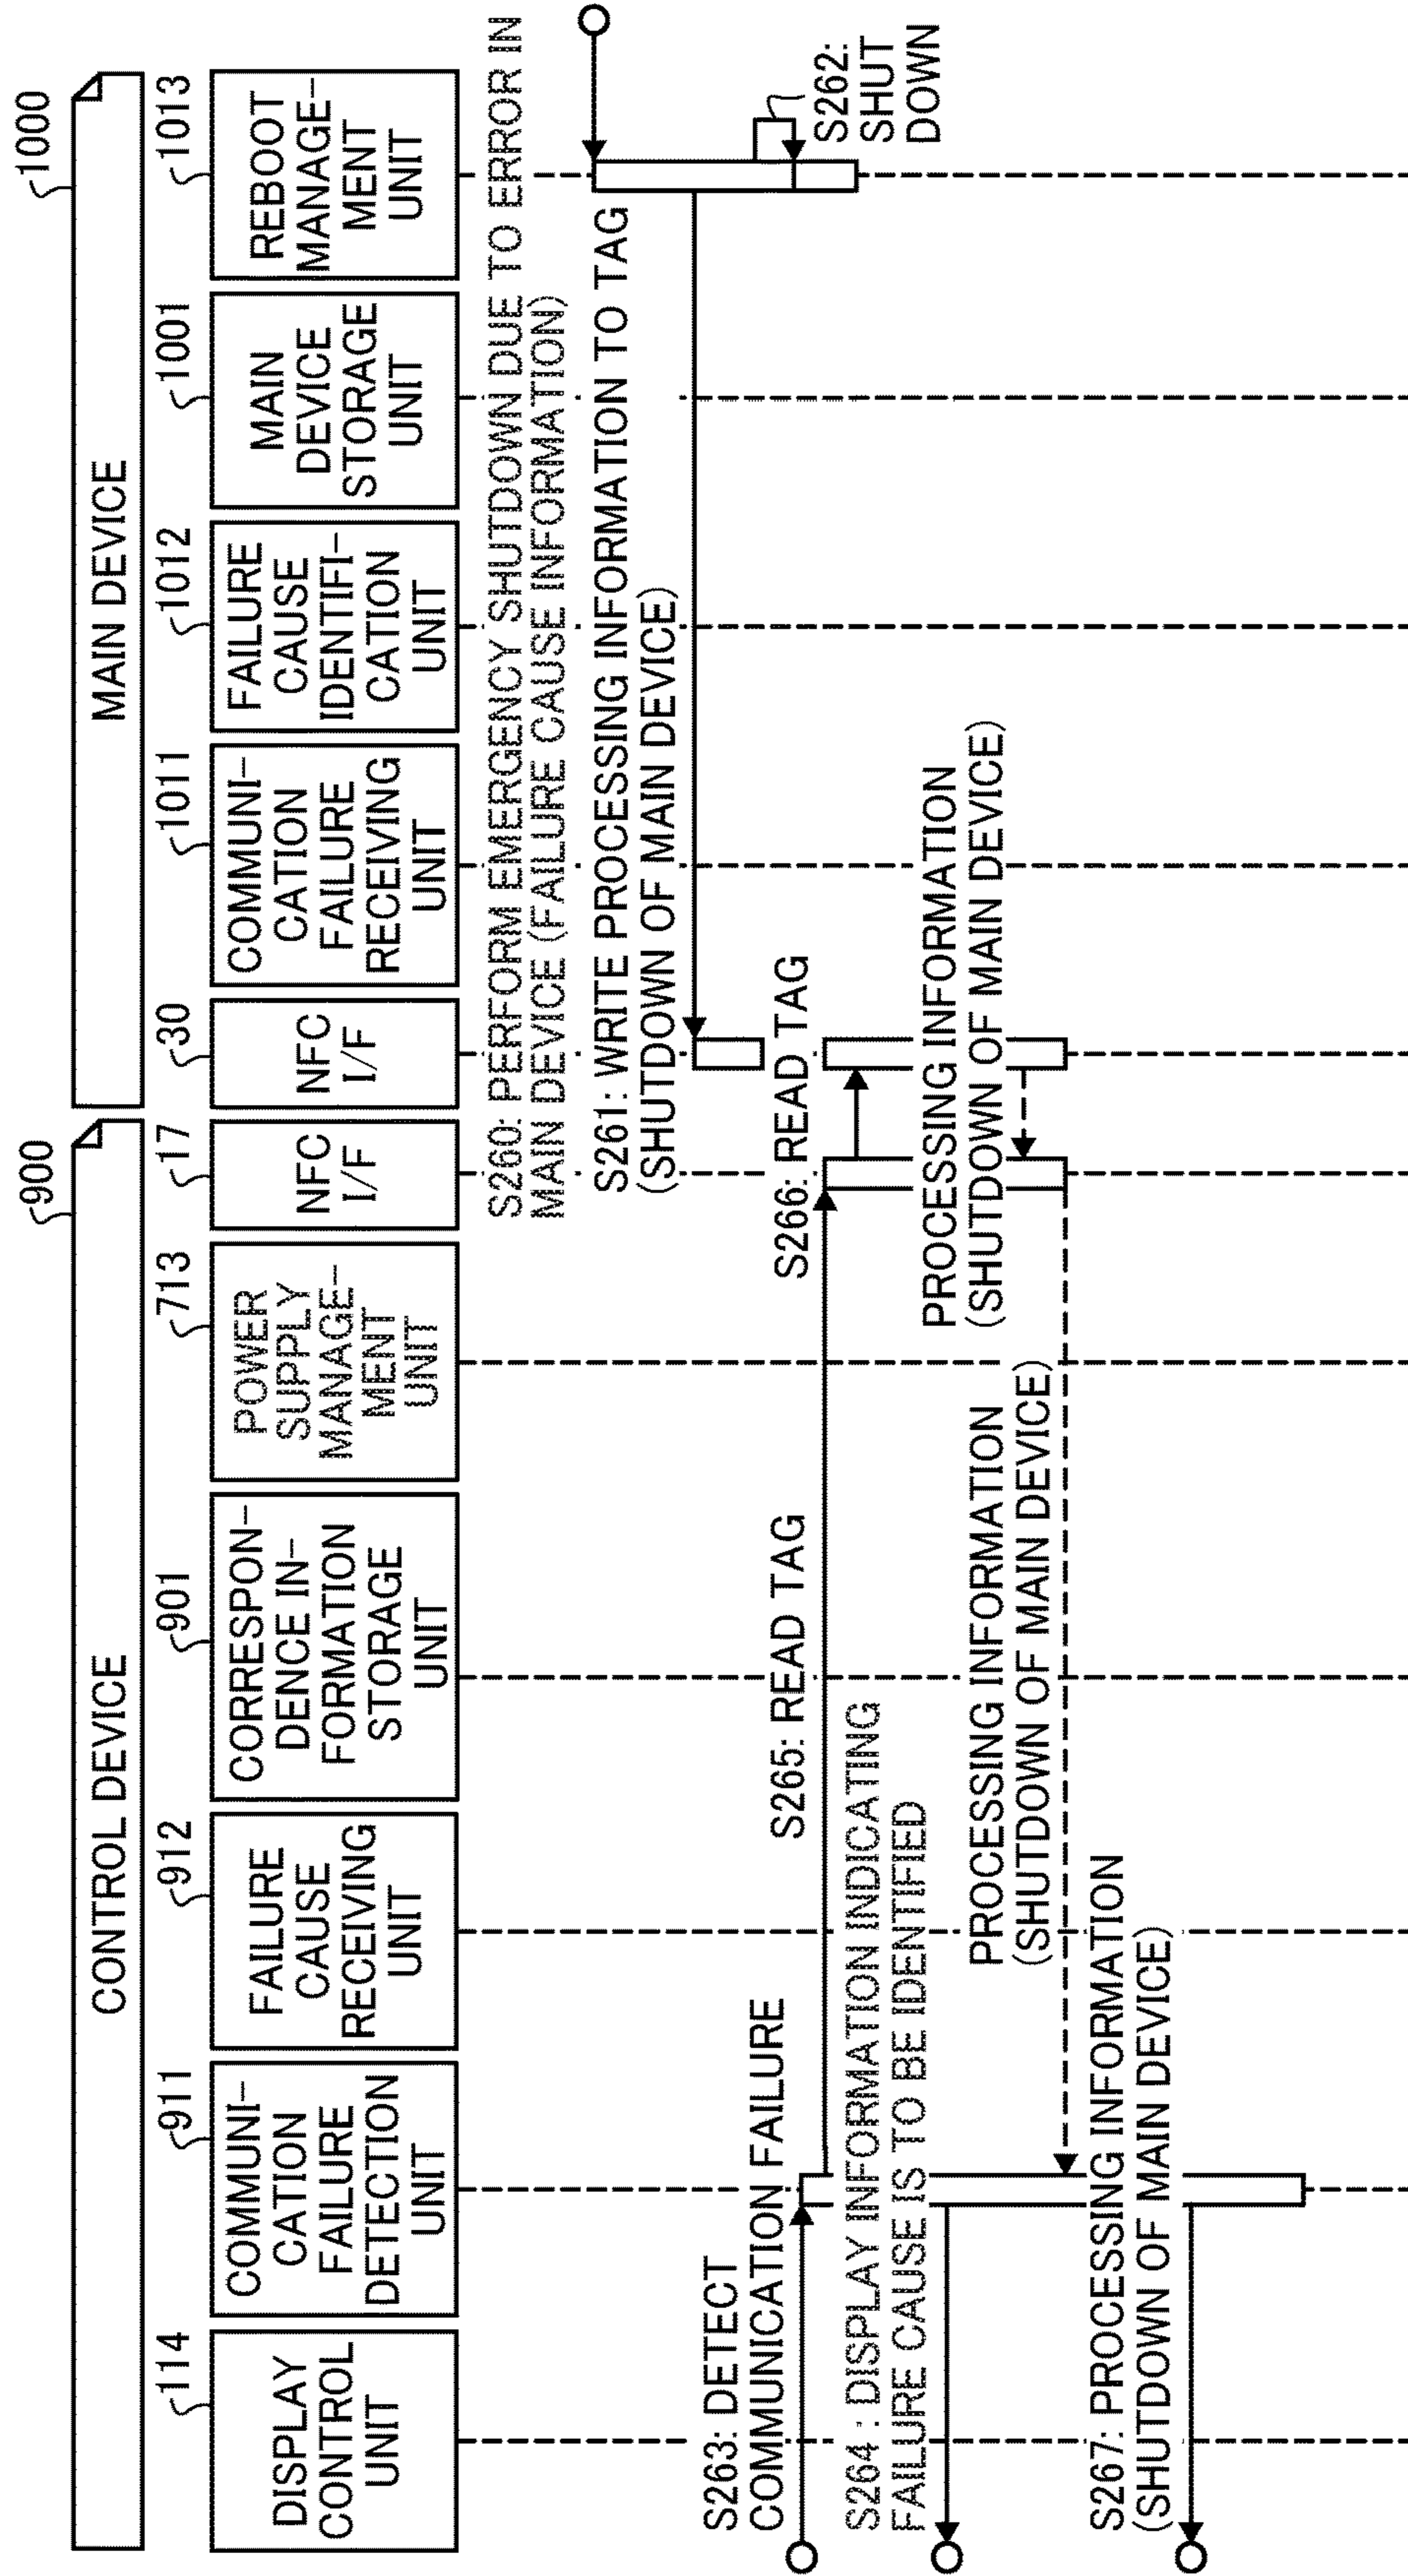 900
CONTROL DEVICE
1000
MAIN DEVICE
114
DISPLAY
CONTROL
UNIT
911
COMMUNI-
CATION
FAILURE
DETECTION
UNIT
912
FAILURE
CAUSE
RECEIVING
UNIT
901
CORRESPON-
DENCE IN-
FORMATION
STORAGE
UNIT
713
POWER
SUPPLY
MANAGE-
MENT
UNIT
17
NFC
I/F
30
NFC
I/F
1011
COMMUNI-
CATION
FAILURE
RECEIVING
UNIT
1012
FAILURE
CAUSE
IDENTIFI-
CATION
UNIT
1001
MAIN
DEVICE
STORAGE
UNIT
1013
REBOOT
MANAGE-
MENT
UNIT
S260: PERFORM EMERGENCY SHUTDOWN DUE TO ERROR IN
MAIN DEVICE (FAILURE CAUSE INFORMATION)
S261: WRITE PROCESSING INFORMATION TO TAG
(SHUTDOWN OF MAIN DEVICE)
S262:
SHUT
DOWN
S263: DETECT
COMMUNICATION FAILURE
S265: READ TAG
S266: READ TAG
S264 : DISPLAY INFORMATION INDICATING
FAILURE CAUSE IS TO BE IDENTIFIED
PROCESSING INFORMATION
(SHUTDOWN OF MAIN DEVICE)
PROCESSING INFORMATION
(SHUTDOWN OF MAIN DEVICE)
S267: PROCESSING INFORMATION
(SHUTDOWN OF MAIN DEVICE)